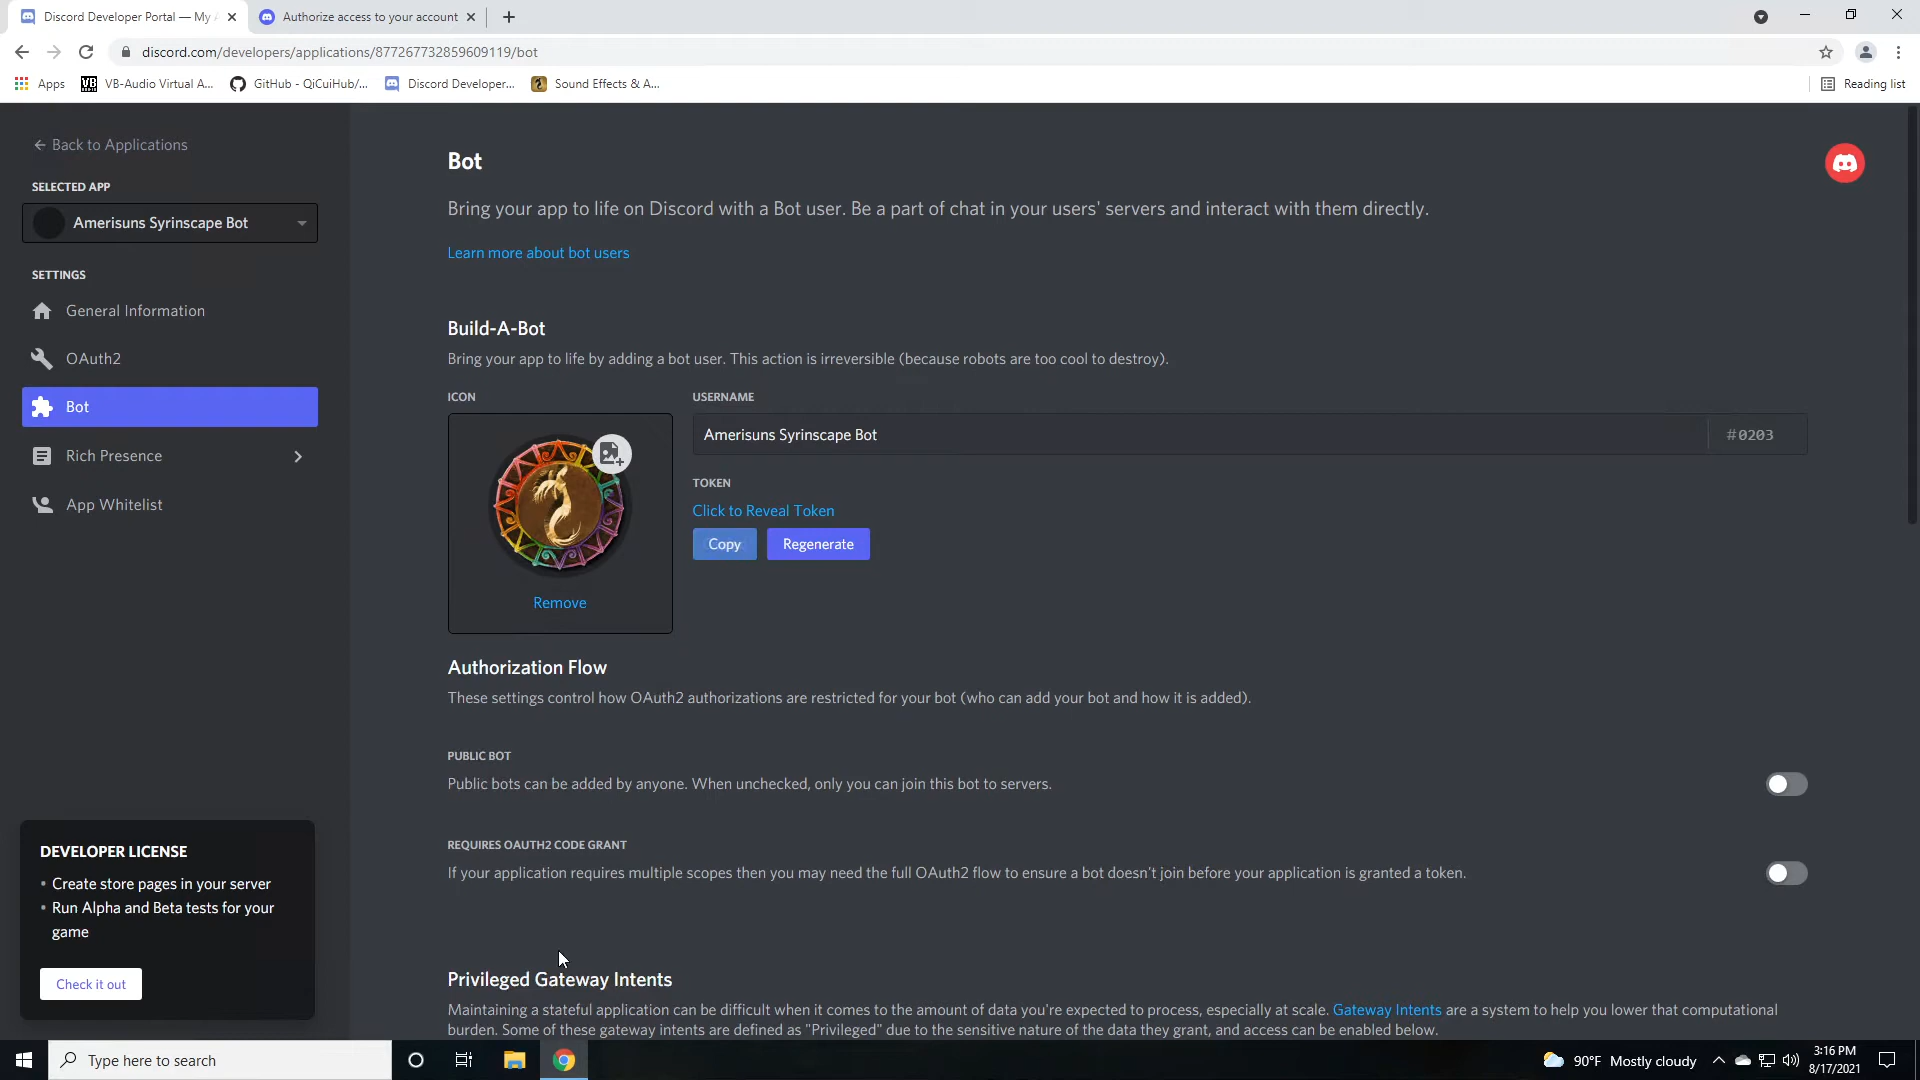 Discord Developer Portal — My A
Authorize access to your account
discord.com/developers/applications/877267732859609119/bot
Apps
VB-Audio Virtual A...
GitHub - QiCuiHub/...
Discord Developer...
Sound Effects & A...
Reading list
Back to Applications
SELECTED APP
Amerisuns Syrinscape Bot
SETTINGS
General Information
OAuth2
Bot
Rich Presence
App Whitelist
DEVELOPER LICENSE
• Create store pages in your server
• Run Alpha and Beta tests for your
game
Check it out
Bot
Bring your app to life on Discord with a Bot user. Be a part of chat in your users' servers and interact with them directly.
Learn more about bot users
Build-A-Bot
Bring your app to life by adding a bot user. This action is irreversible (because robots are too cool to destroy).
ICON
Remove
USERNAME
Amerisuns Syrinscape Bot
#0203
TOKEN
Click to Reveal Token
Copy
Regenerate
Authorization Flow
These settings control how OAuth2 authorizations are restricted for your bot (who can add your bot and how it is added).
PUBLIC BOT
Public bots can be added by anyone. When unchecked, only you can join this bot to servers.
REQUIRES OAUTH2 CODE GRANT
If your application requires multiple scopes then you may need the full OAuth2 flow to ensure a bot doesn't join before your application is granted a token.
Privileged Gateway Intents
Maintaining a stateful application can be difficult when it comes to the amount of data you're expected to process, especially at scale. Gateway Intents are a system to help you lower that computational
burden. Some of these gateway intents are defined as "Privileged" due to the sensitive nature of the data they grant, and access can be enabled below.
Type here to search
90°F Mostly cloudy
3:16 PM
8/17/2021